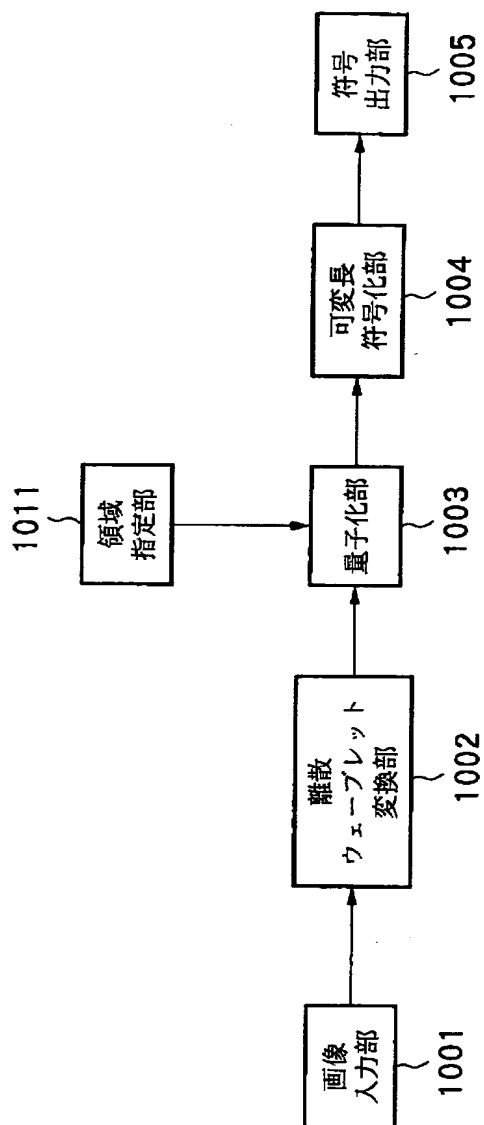 画像
入力部
1001
離散
ウェーブレット
変換部
1002
領域
指定部
1011
量子化部
1003
可変長
符号化部
1004
符号
出力部
1005